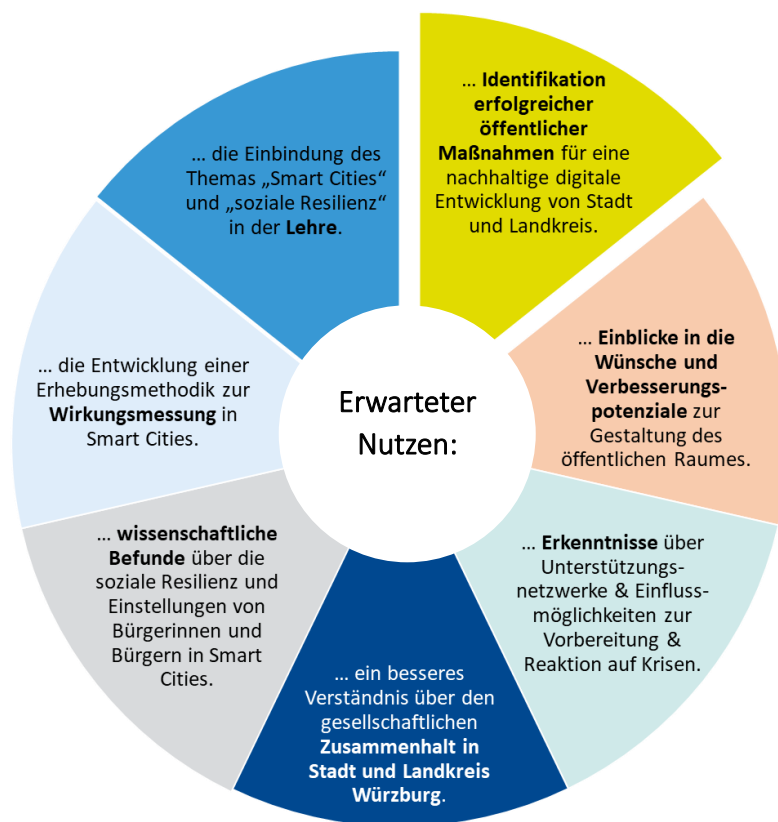 Erwarteter
Nutzen:
... Identifikation
erfolgreicher
öffentlicher
Maßnahmen für eine
nachhaltige digitale
Entwicklung von Stadt
und Landkreis.
... Einblicke in die
Wünsche und
Verbesserungs-
potenziale zur
Gestaltung des
öffentlichen Raumes.
... Erkenntnisse über
Unterstützungs-
netzwerke & Einfluss-
möglichkeiten zur
Vorbereitung &
Reaktion auf Krisen.
... ein besseres
Verständnis über den
gesellschaftlichen
Zusammenhalt in
Stadt und Landkreis
Würzburg.
... wissenschaftliche
Befunde über die
soziale Resilienz und
Einstellungen von
Bürgerinnen und
Bürgern in Smart
Cities.
... die Entwicklung einer
Erhebungsmethodik zur
Wirkungsmessung in
Smart Cities.
... die Einbindung des
Themas „Smart Cities“
und „soziale Resilienz“
in der Lehre.